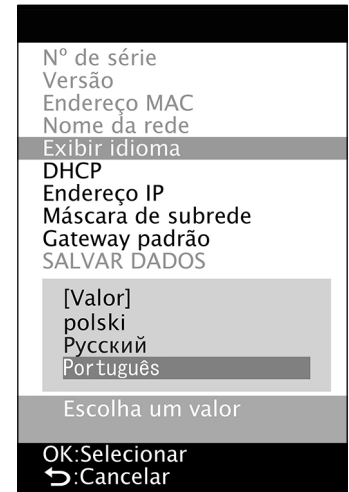 Nº de série
Versão
Endereço MAC
Nome da rede
Exibir idioma
DHCP
Endereço IP
Máscara de subrede
Gateway padrão
SALVAR DADOS
[Valor]
polski
Русский
Português
Escolha um valor
OK:Selecionar
⮌:Cancelar